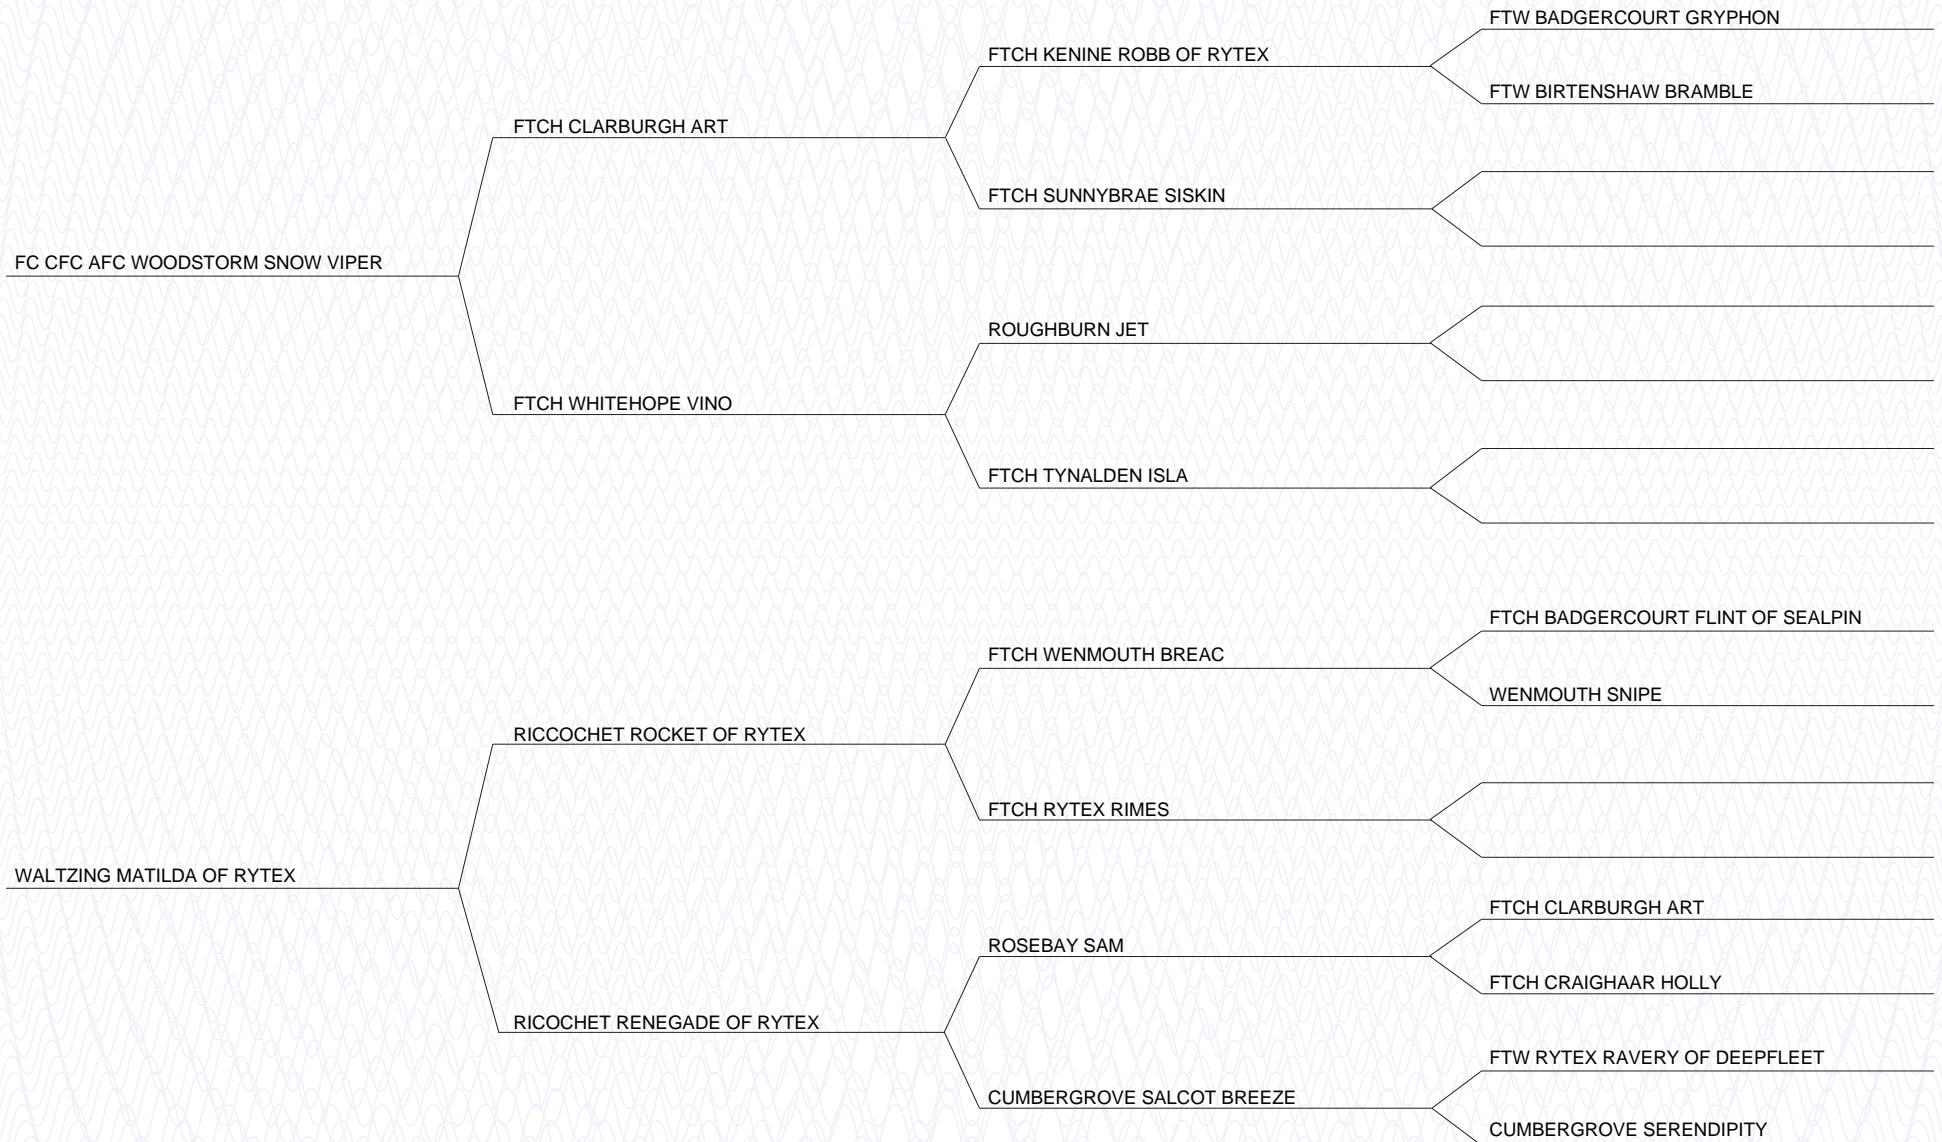 FTW BADGERCOURT GRYPHON
FTCH KENINE ROBB OF RYTEX
FTW BIRTENSHAW BRAMBLE
FTCH CLARBURGH ART
FTCH SUNNYBRAE SISKIN
FC CFC AFC WOODSTORM SNOW VIPER
ROUGHBURN JET
FTCH WHITEHOPE VINO
FTCH TYNALDEN ISLA
FTCH BADGERCOURT FLINT OF SEALPIN
FTCH WENMOUTH BREAC
WENMOUTH SNIPE
RICCOCHET ROCKET OF RYTEX
FTCH RYTEX RIMES
WALTZING MATILDA OF RYTEX
FTCH CLARBURGH ART
ROSEBAY SAM
FTCH CRAIGHAAR HOLLY
RICOCHET RENEGADE OF RYTEX
FTW RYTEX RAVERY OF DEEPFLEET
CUMBERGROVE SALCOT BREEZE
CUMBERGROVE SERENDIPITY